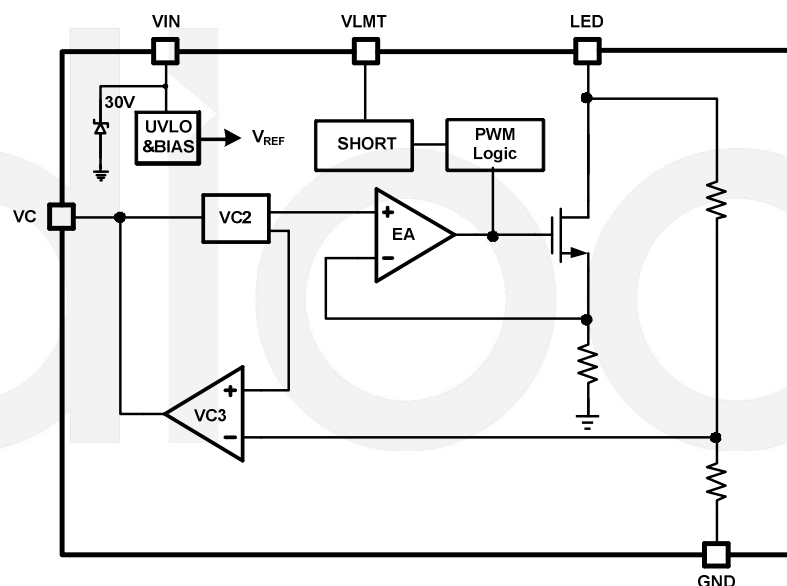 VIN
VLMT
LED
30V
UVLO
&BIAS
VREF
SHORT
PWM
Logic
VC
VC2
+
EA
−
+
VC3
−
GND